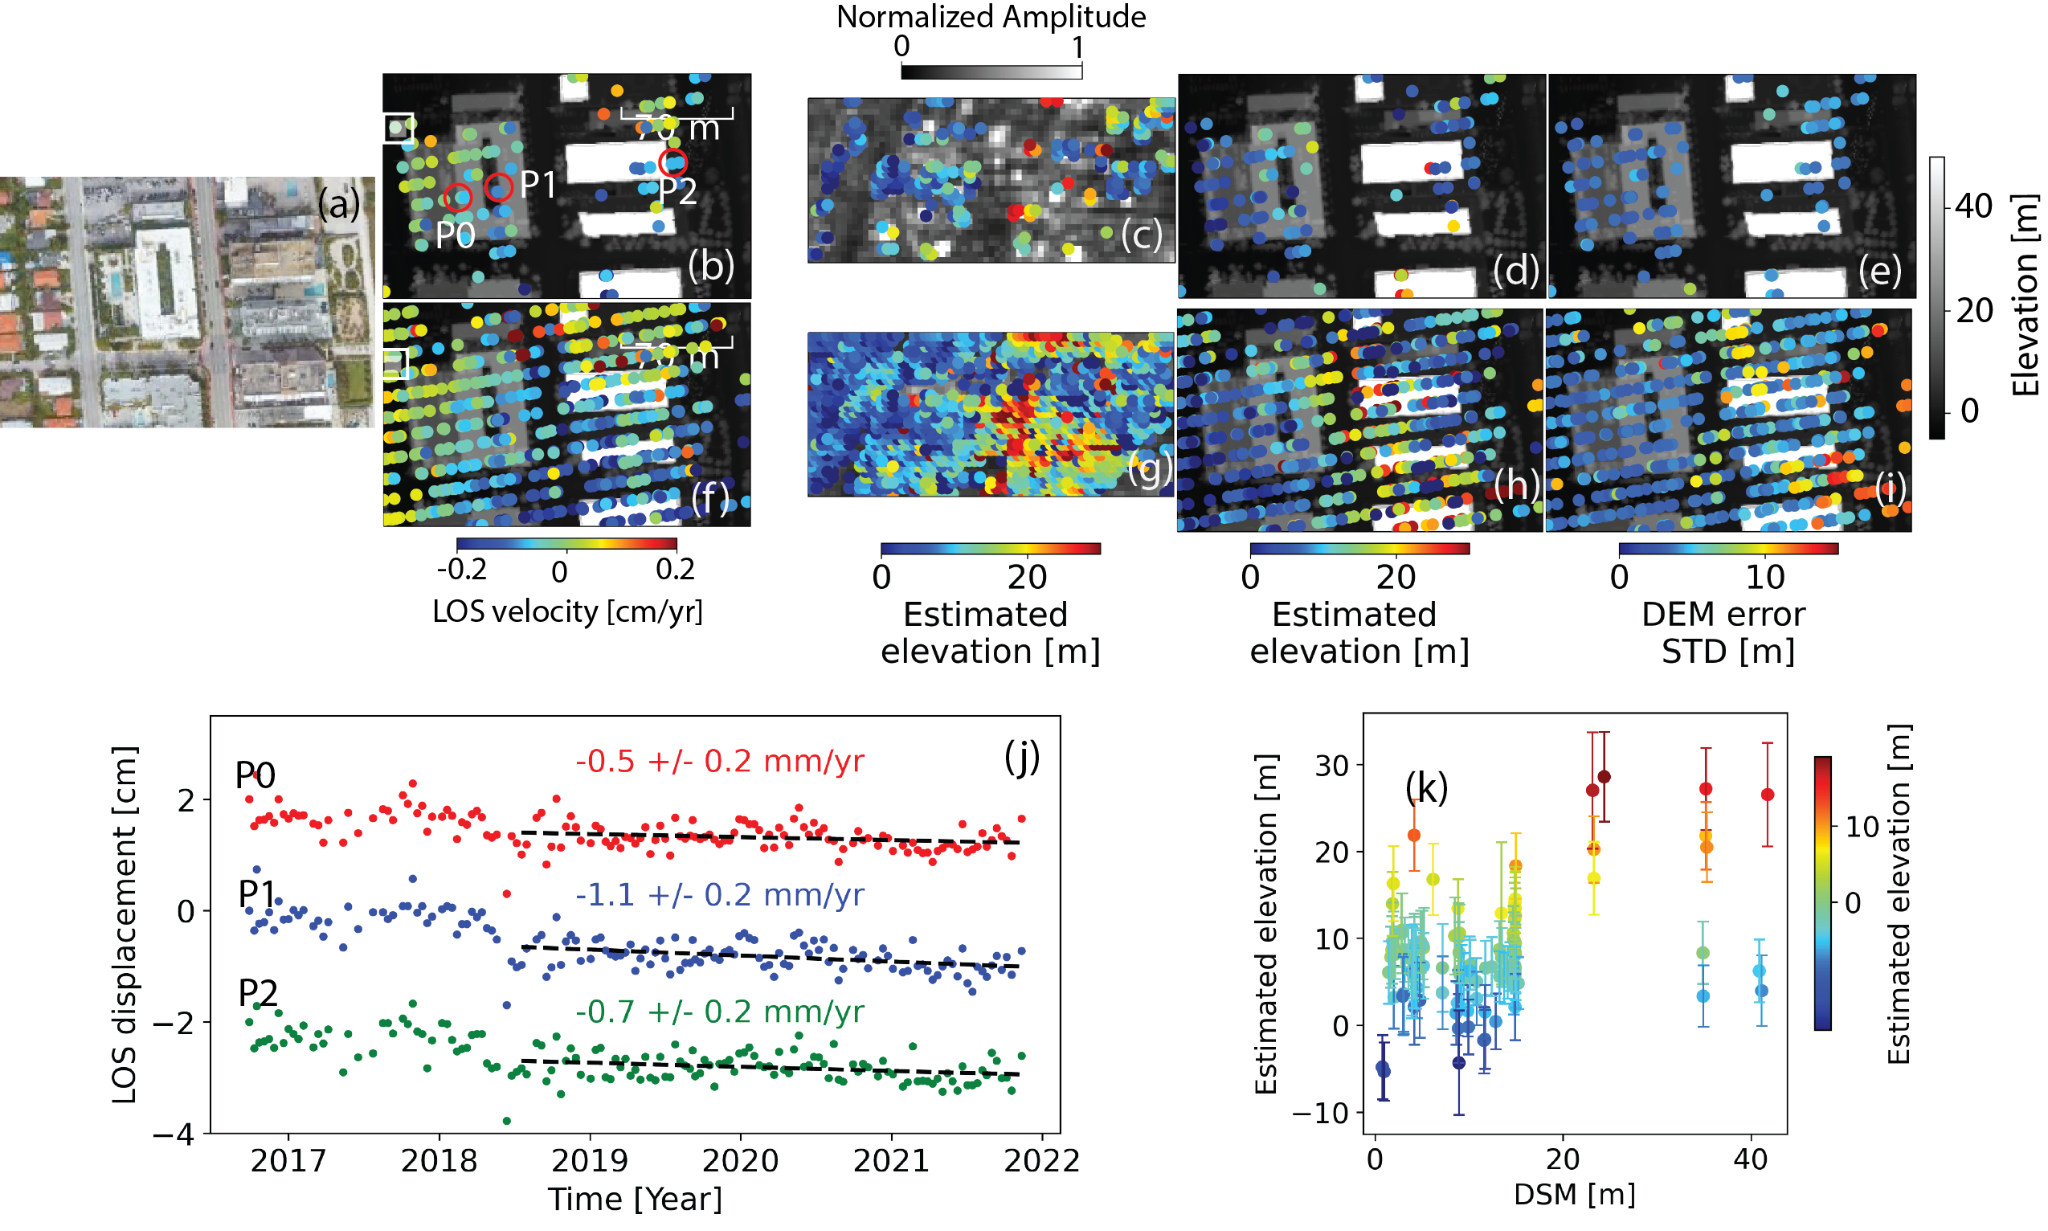 Normalized Amplitude
0 1
(a)
70 m
P0
P1
P2
(b)
(c)
(d)
(e)
40
20
0
Elevation [m]
m
(f)
(g)
(h)
(i)
-0.2 0 0.2
LOS velocity [cm/yr]
0 20
Estimated
elevation [m]
0 20
Estimated
elevation [m]
0 10
DEM error
STD [m]
LOS displacement [cm]
2
0
−2
−4
P0
-0.5 +/- 0.2 mm/yr
(j)
P1
-1.1 +/- 0.2 mm/yr
P2
-0.7 +/- 0.2 mm/yr
2017 2018 2019 2020 2021 2022
Time [Year]
Estimated elevation [m]
30
20
10
0
−10
(k)
0 20 40
DSM [m]
10
0
Estimated elevation [m]